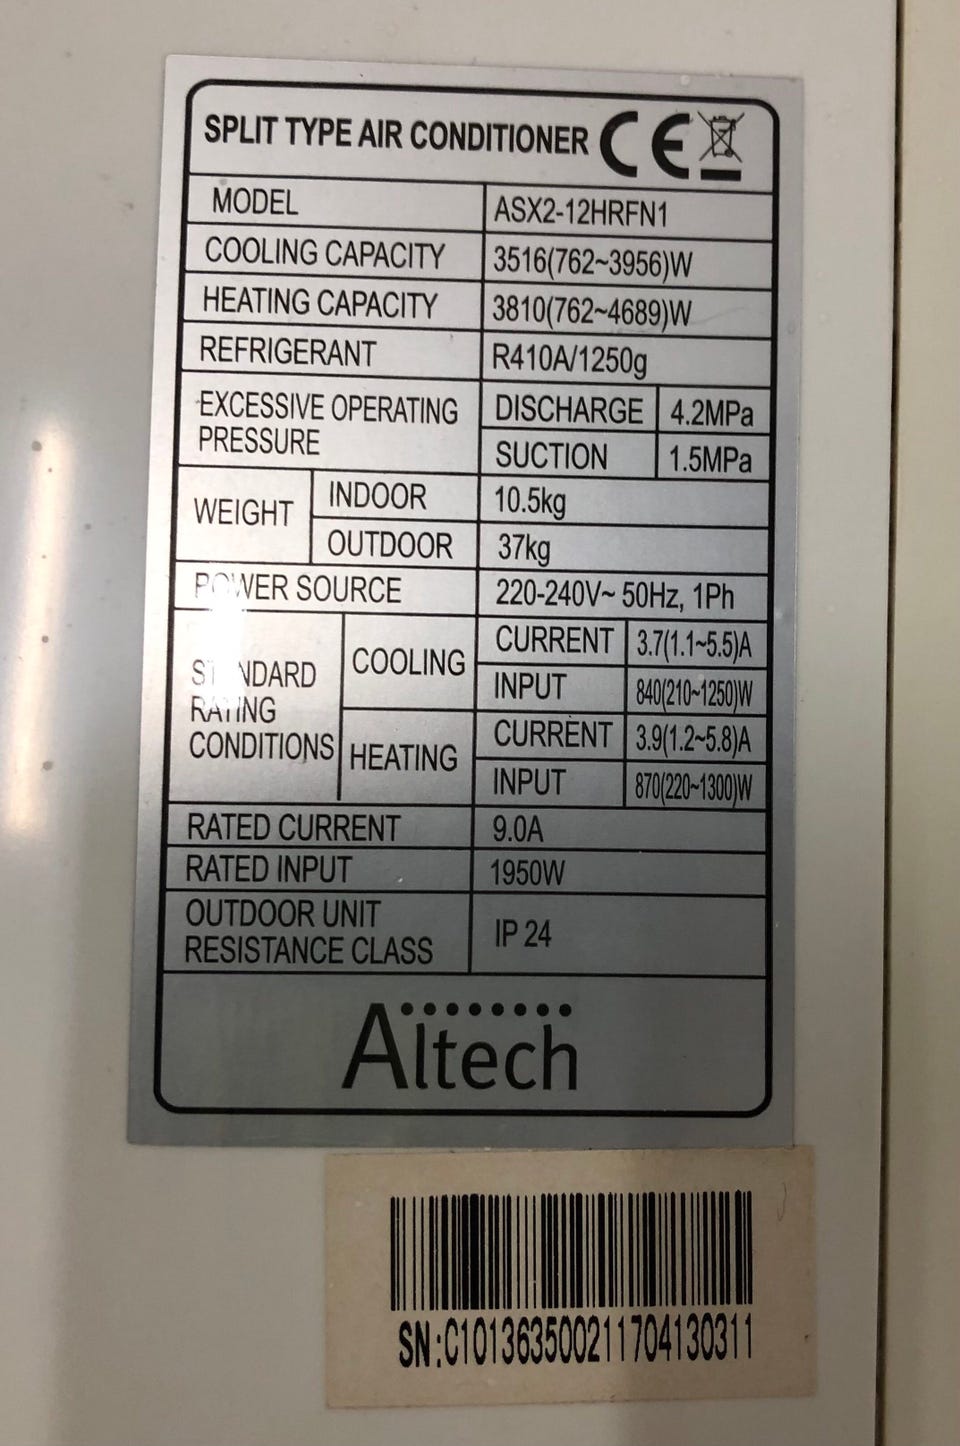 SPLIT TYPE AIR CONDITIONER CE
MODEL ASX2-12HRFN1
COOLING CAPACITY 3516(762~3956)W
HEATING CAPACITY 3810(762~4689)W
REFRIGERANT R410A/1250g
EXCESSIVE OPERATING PRESSURE DISCHARGE 4.2MPa
SUCTION 1.5MPa
WEIGHT INDOOR 10.5kg
OUTDOOR 37kg
POWER SOURCE 220-240V~ 50Hz, 1Ph
STANDARD RATING CONDITIONS COOLING CURRENT 3.7(1.1~5.5)A
INPUT 840(210~1250)W
HEATING CURRENT 3.9(1.2~5.8)A
INPUT 870(220~1300)W
RATED CURRENT 9.0A
RATED INPUT 1950W
OUTDOOR UNIT RESISTANCE CLASS IP 24
Altech
SN:C101363500211704130311